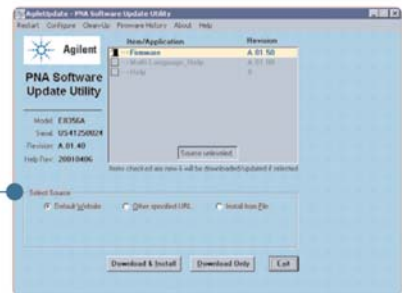 AgileUpdate - PNA Software Update Utility
Restart Configure Clean-Up Firmware History About Help
Agilent
PNA Software
Update Utility
Model: E8356A
Serial: US41250024
Revision: A.01.40
Help Rev: 20010406
Item/Application Revision
Firmware A.01.50
Multi-Language, Help A.01.50
Help
Source selected
Items checked are new & will be downloaded/updated if selected
Select Source
Default Website Other specified URL: Install from File
Download & Install Download Only Exit